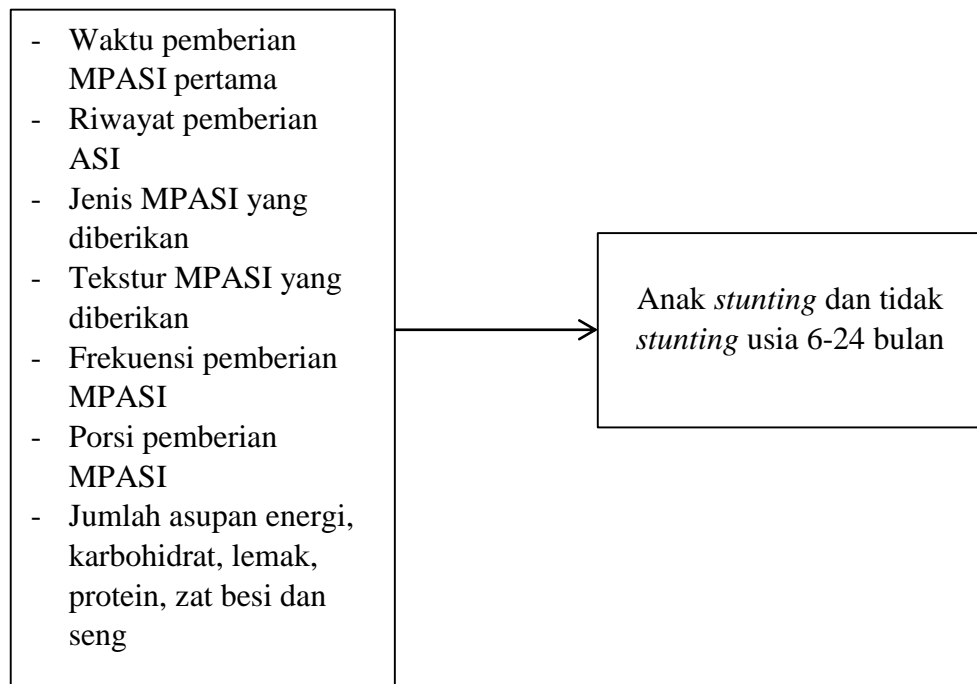 - Waktu pemberian
MPASI pertama
- Riwayat pemberian
ASI
- Jenis MPASI yang
diberikan
- Tekstur MPASI yang
diberikan
- Frekuensi pemberian
MPASI
- Porsi pemberian
MPASI
- Jumlah asupan energi,
karbohidrat, lemak,
protein, zat besi dan
seng
Anak stunting dan tidak
stunting usia 6-24 bulan